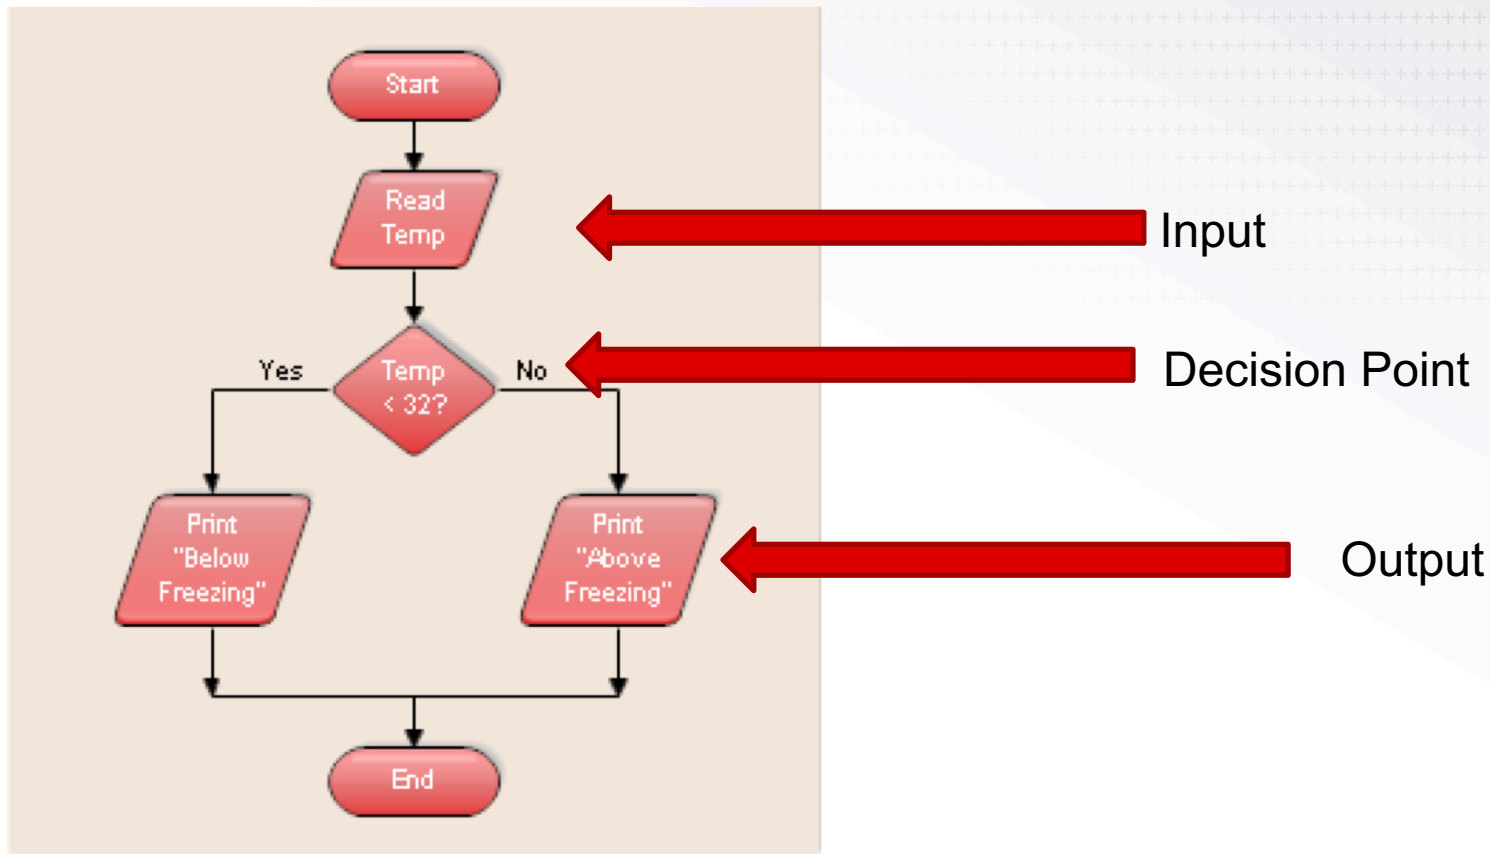 Start
Read
Temp
Input
Yes
Temp
< 32?
No
Decision Point
Print
"Below
Freezing"
Print
"Above
Freezing"
Output
End